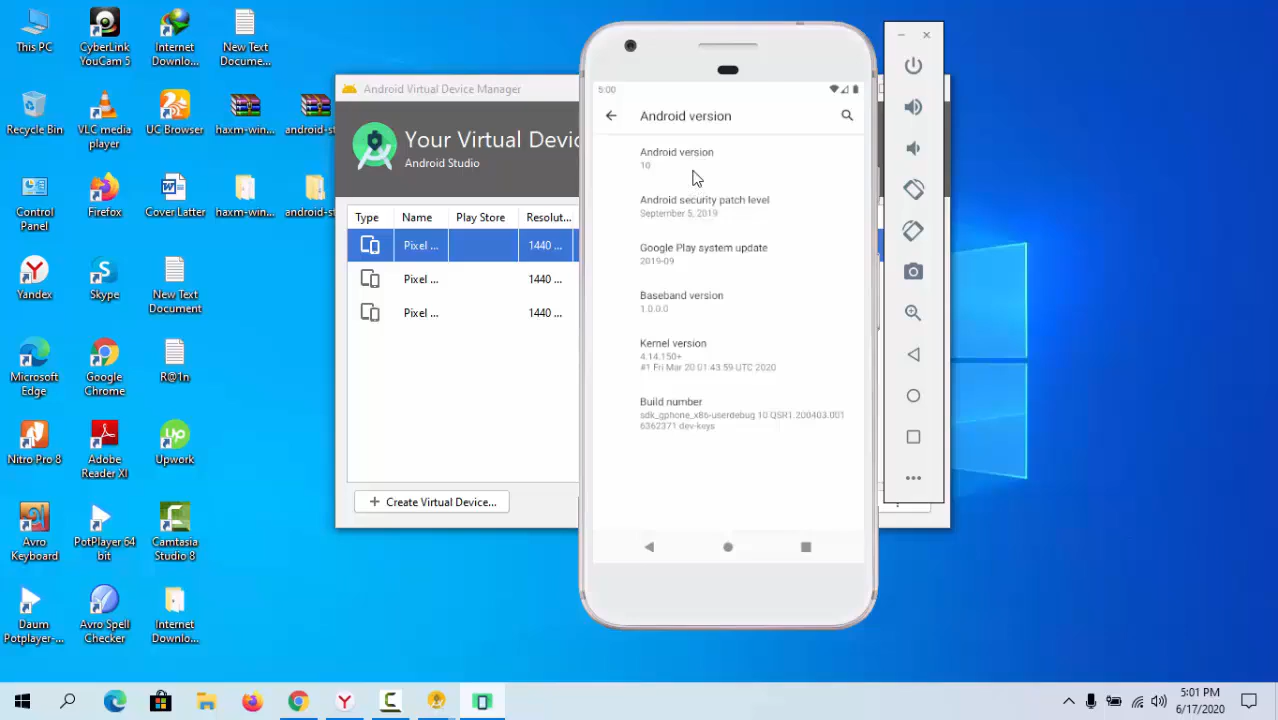 This PC
CyberLink
YouCam 5
Internet
Downlo...
New Text
Docume...
Recycle Bin
VLC media
player
UC Browser
haxm-win...
android-st
Control
Panel
Firefox
Cover Latter
haxm-win...
android-st
Yandex
Skype
New Text
Document
Microsoft
Edge
Google
Chrome
R@1n
Nitro Pro 8
Adobe
Reader XI
Upwork
Avro
Keyboard
PotPlayer 64
bit
Camtasia
Studio 8
Daum
Potplayer-...
Avro Spell
Checker
Internet
Downlo...
Android Virtual Device Manager
Your Virtual Devic
Android Studio
Type Name Play Store Resolut...
Pixel ... 1440 ...
Pixel ... 1440 ...
Pixel ... 1440 ...
+ Create Virtual Device...
5:00
Android version
Android version
10
Android security patch level
September 5, 2019
Google Play system update
2019-09
Baseband version
1.0.0.0
Kernel version
4.14.150+
#1 Fri Mar 20 01:43:59 UTC 2020
Build number
sdk_gphone_x86-userdebug 10 QSR1.200403.001
6362371 dev-keys
5:01 PM
6/17/2020